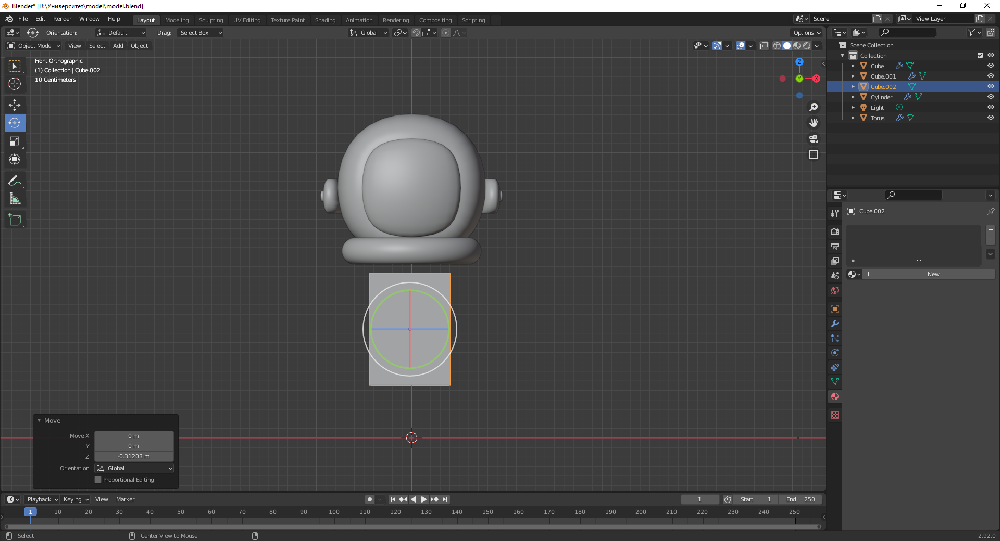 Blender* [D:\Университет\model\model.blend]
File Edit Render Window Help Layout Modeling Sculpting UV Editing Texture Paint Shading Animation Rendering Compositing Scripting + Scene View Layer
Orientation: Default Drag: Select Box Global Options
Object Mode View Select Add Object
Front Orthographic
(1) Collection | Cube.002
10 Centimeters
Z
Y
X
Scene Collection
Collection
Cube
Cube.001
Cube.002
Cylinder
Light
Torus
Cube.002
+ New
Move
Move X 0 m
Y 0 m
Z -0.31203 m
Orientation Global
Proportional Editing
Playback Keying View Marker 1 Start 1 End 250
1 10 20 30 40 50 60 70 80 90 100 110 120 130 140 150 160 170 180 190 200 210 220 230 240 250
Select Center View to Mouse 2.92.0